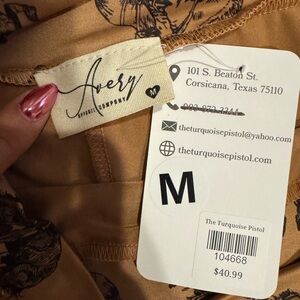 Avery
APPAREL COMPANY
M
101 S. Beaton St.
Corsicana, Texas 75110
theturquoisepistol@yahoo.com
theturquoisepistol.com
M
The Turquoise Pistol
104668
$40.99